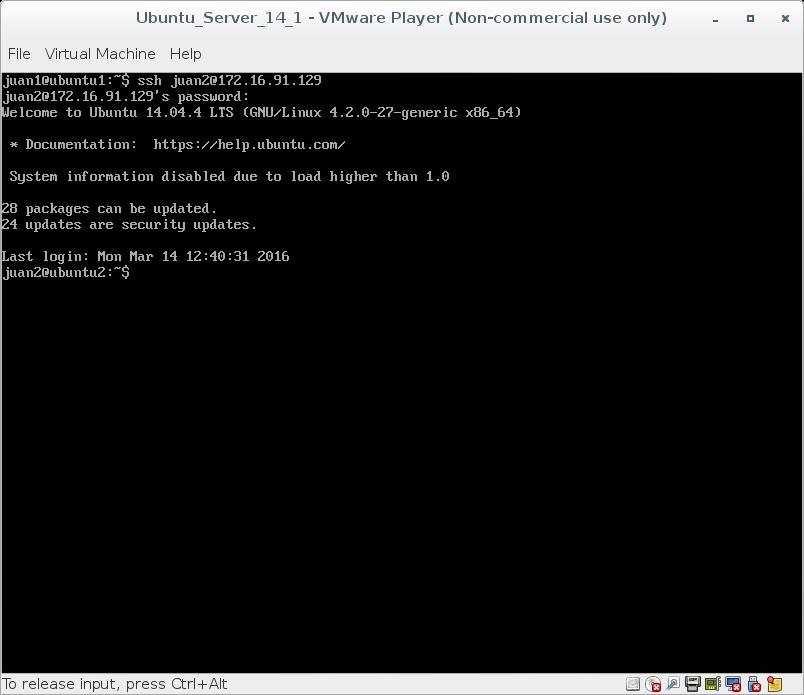 Ubuntu_Server_14_1 - VMware Player (Non-commercial use only)
File Virtual Machine Help
juan1@ubuntu1:~$ ssh juan2@172.16.91.129
juan2@172.16.91.129's password:
Welcome to Ubuntu 14.04.4 LTS (GNU/Linux 4.2.0-27-generic x86_64)
* Documentation:  https://help.ubuntu.com/
System information disabled due to load higher than 1.0
28 packages can be updated.
24 updates are security updates.
Last login: Mon Mar 14 12:40:31 2016
juan2@ubuntu2:~$
To release input, press Ctrl+Alt